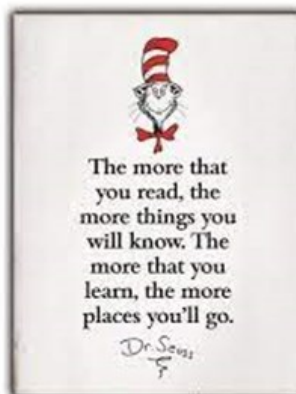 The more that
you read, the
more things you
will know. The
more that you
learn, the more
places you'll go.
Dr. Seuss